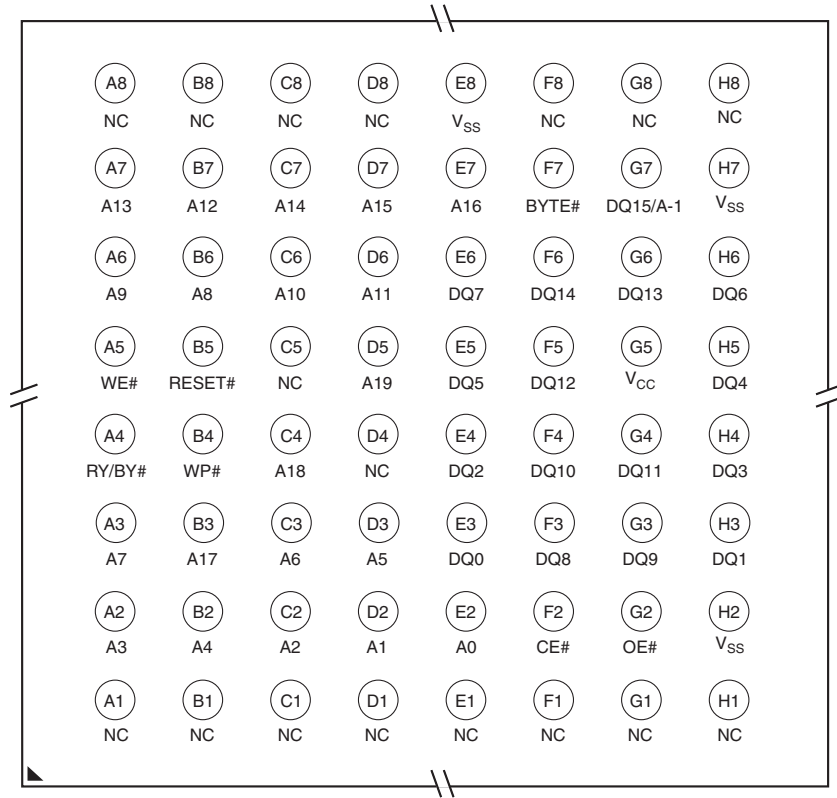 A8 B8 C8 D8 E8 F8 G8 H8
NC NC NC NC VSS NC NC NC
A7 B7 C7 D7 E7 F7 G7 H7
A13 A12 A14 A15 A16 BYTE# DQ15/A-1 VSS
A6 B6 C6 D6 E6 F6 G6 H6
A9 A8 A10 A11 DQ7 DQ14 DQ13 DQ6
A5 B5 C5 D5 E5 F5 G5 H5
WE# RESET# NC A19 DQ5 DQ12 VCC DQ4
A4 B4 C4 D4 E4 F4 G4 H4
RY/BY# WP# A18 NC DQ2 DQ10 DQ11 DQ3
A3 B3 C3 D3 E3 F3 G3 H3
A7 A17 A6 A5 DQ0 DQ8 DQ9 DQ1
A2 B2 C2 D2 E2 F2 G2 H2
A3 A4 A2 A1 A0 CE# OE# VSS
A1 B1 C1 D1 E1 F1 G1 H1
NC NC NC NC NC NC NC NC